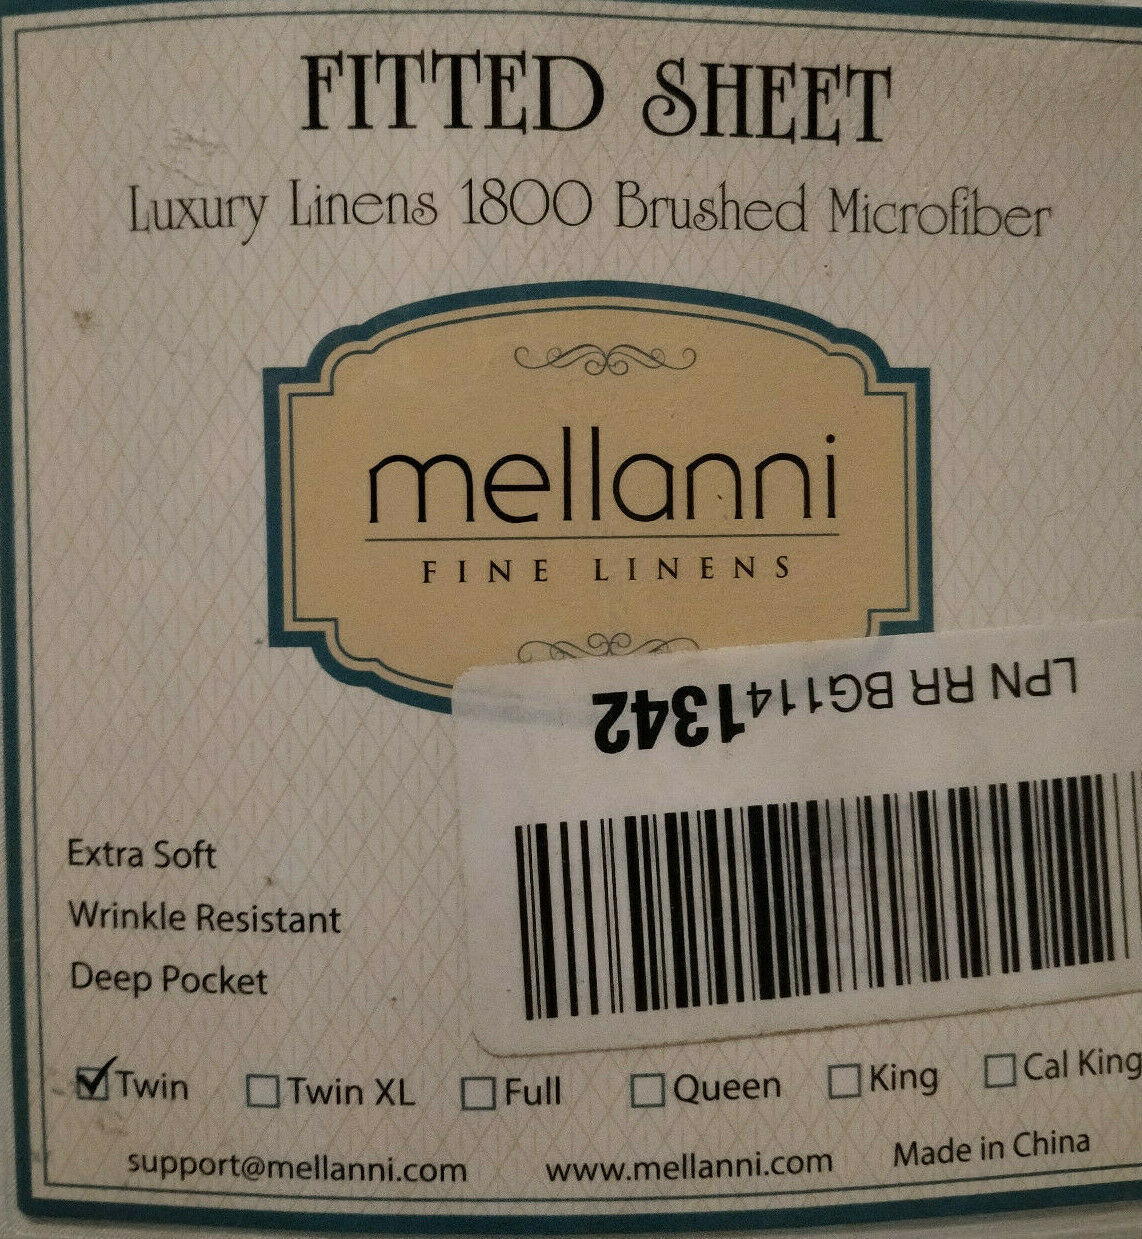 FITTED SHEET
Luxury Linens 1800 Brushed Microfiber
mellanni
FINE LINENS
LPN RR BG1141342
Extra Soft
Wrinkle Resistant
Deep Pocket
Twin Twin XL Full Queen King Cal King
support@mellanni.com www.mellanni.com Made in China